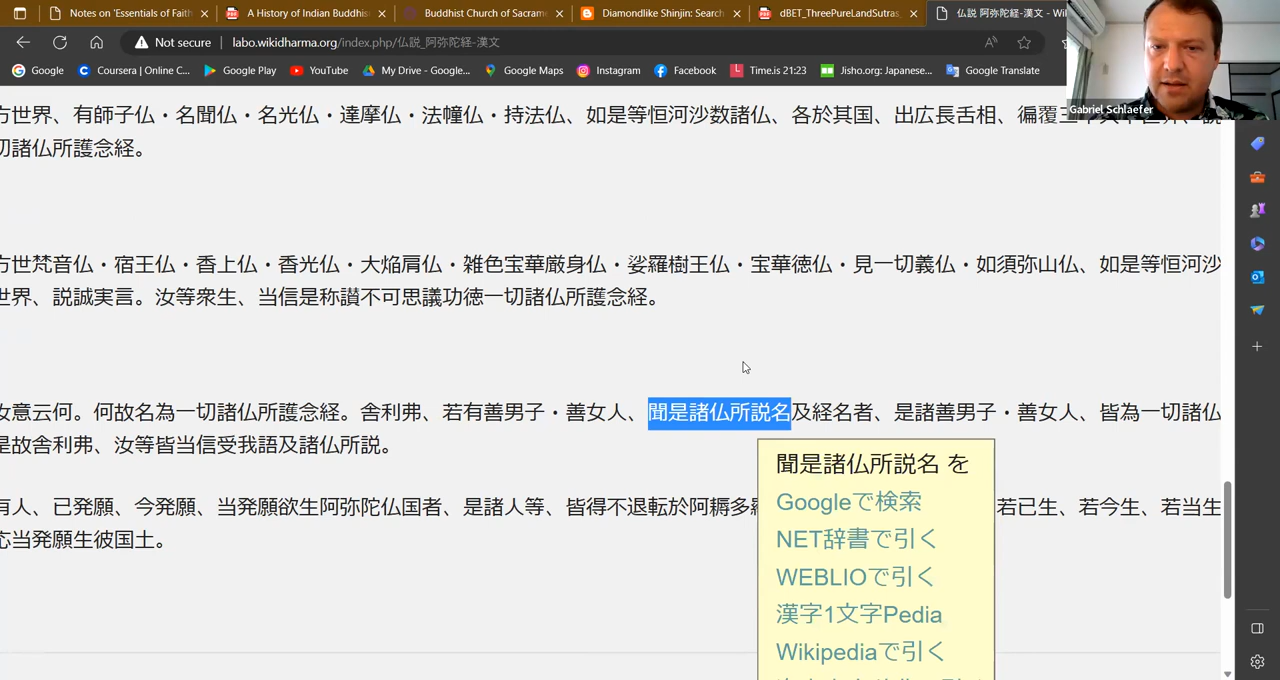 Notes on 'Essentials of Faith
A History of Indian Buddhis
Buddhist Church of Sacrame
Diamondlike Shinjin: Search
dBET_ThreePureLandSutras_
仏説 阿弥陀経-漢文 - Wi
Not secure
labo.wikidharma.org/index.php/仏説_阿弥陀経-漢文
Google
Coursera | Online C...
Google Play
YouTube
My Drive - Google...
Google Maps
Instagram
Facebook
Time.is 21:23
Jisho.org: Japanese...
Google Translate
Gabriel Schlaefer
方世界、有師子仏・名聞仏・名光仏・達摩仏・法幢仏・持法仏、如是等恒河沙数諸仏、各於其国、出広長舌相、徧覆三
切諸仏所護念経。
方世梵音仏・宿王仏・香上仏・香光仏・大焔肩仏・雑色宝華厳身仏・娑羅樹王仏・宝華徳仏・見一切義仏・如須弥山仏、如是等恒河沙
世界、説誠実言。汝等衆生、当信是称讃不可思議功徳一切諸仏所護念経。
汝意云何。何故名為一切諸仏所護念経。舎利弗、若有善男子・善女人、聞是諸仏所説名及経名者、是諸善男子・善女人、皆為一切諸仏
是故舎利弗、汝等皆当信受我語及諸仏所説。
有人、已発願、今発願、当発願欲生阿弥陀仏国者、是諸人等、皆得不退転於阿耨多 若已生、若今生、若当生
応当発願生彼国土。
聞是諸仏所説名 を
Googleで検索
NET辞書で引く
WEBLIOで引く
漢字1文字Pedia
Wikipediaで引く